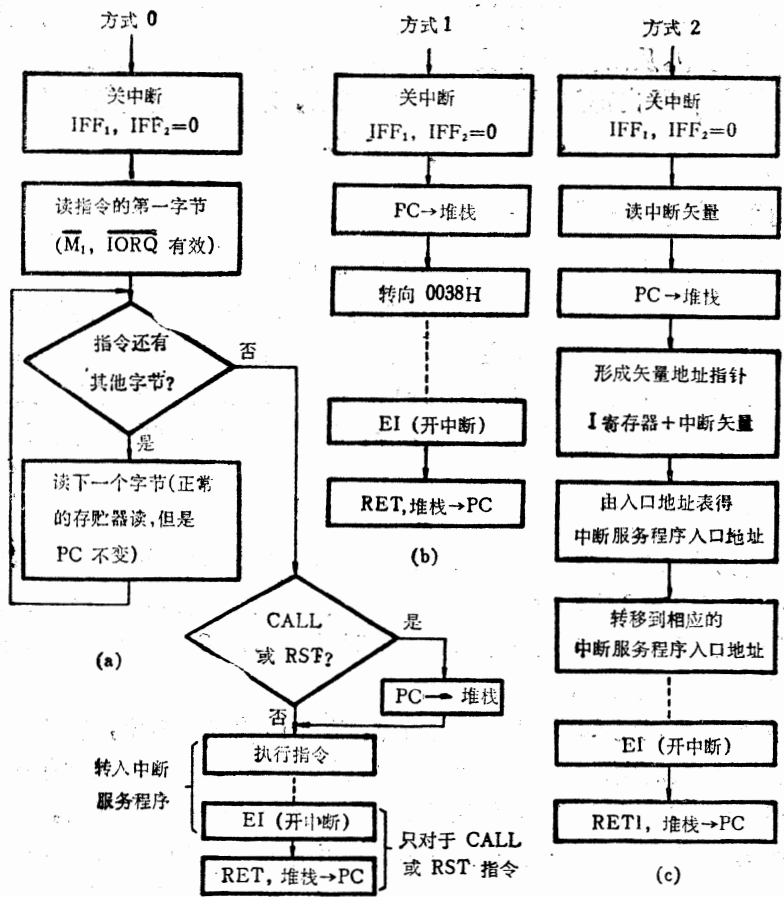 方式 0
关中断
IFF₁, IFF₂=0
读指令的第一字节
(M̅₁, I̅O̅R̅Q̅ 有效)
指令还有
其他字节?
否
是
读下一个字节(正常
的存贮器读,但是
PC 不变)
(a)
CALL
或 RST?
是
PC→堆栈
否
执行指令
转入中断
服务程序
EI (开中断)
RET, 堆栈→PC
只对于 CALL
或 RST 指令
方式 1
关中断
IFF₁, IFF₂=0
PC→堆栈
转向 0038H
EI (开中断)
RET,堆栈→PC
(b)
方式 2
关中断
IFF₁, IFF₂=0
读中断矢量
PC→堆栈
形成矢量地址指针
I 寄存器+中断矢量
由入口地址表得
中断服务程序入口地址
转移到相应的
中断服务程序入口地址
EI (开中断)
RETI, 堆栈→PC
(c)